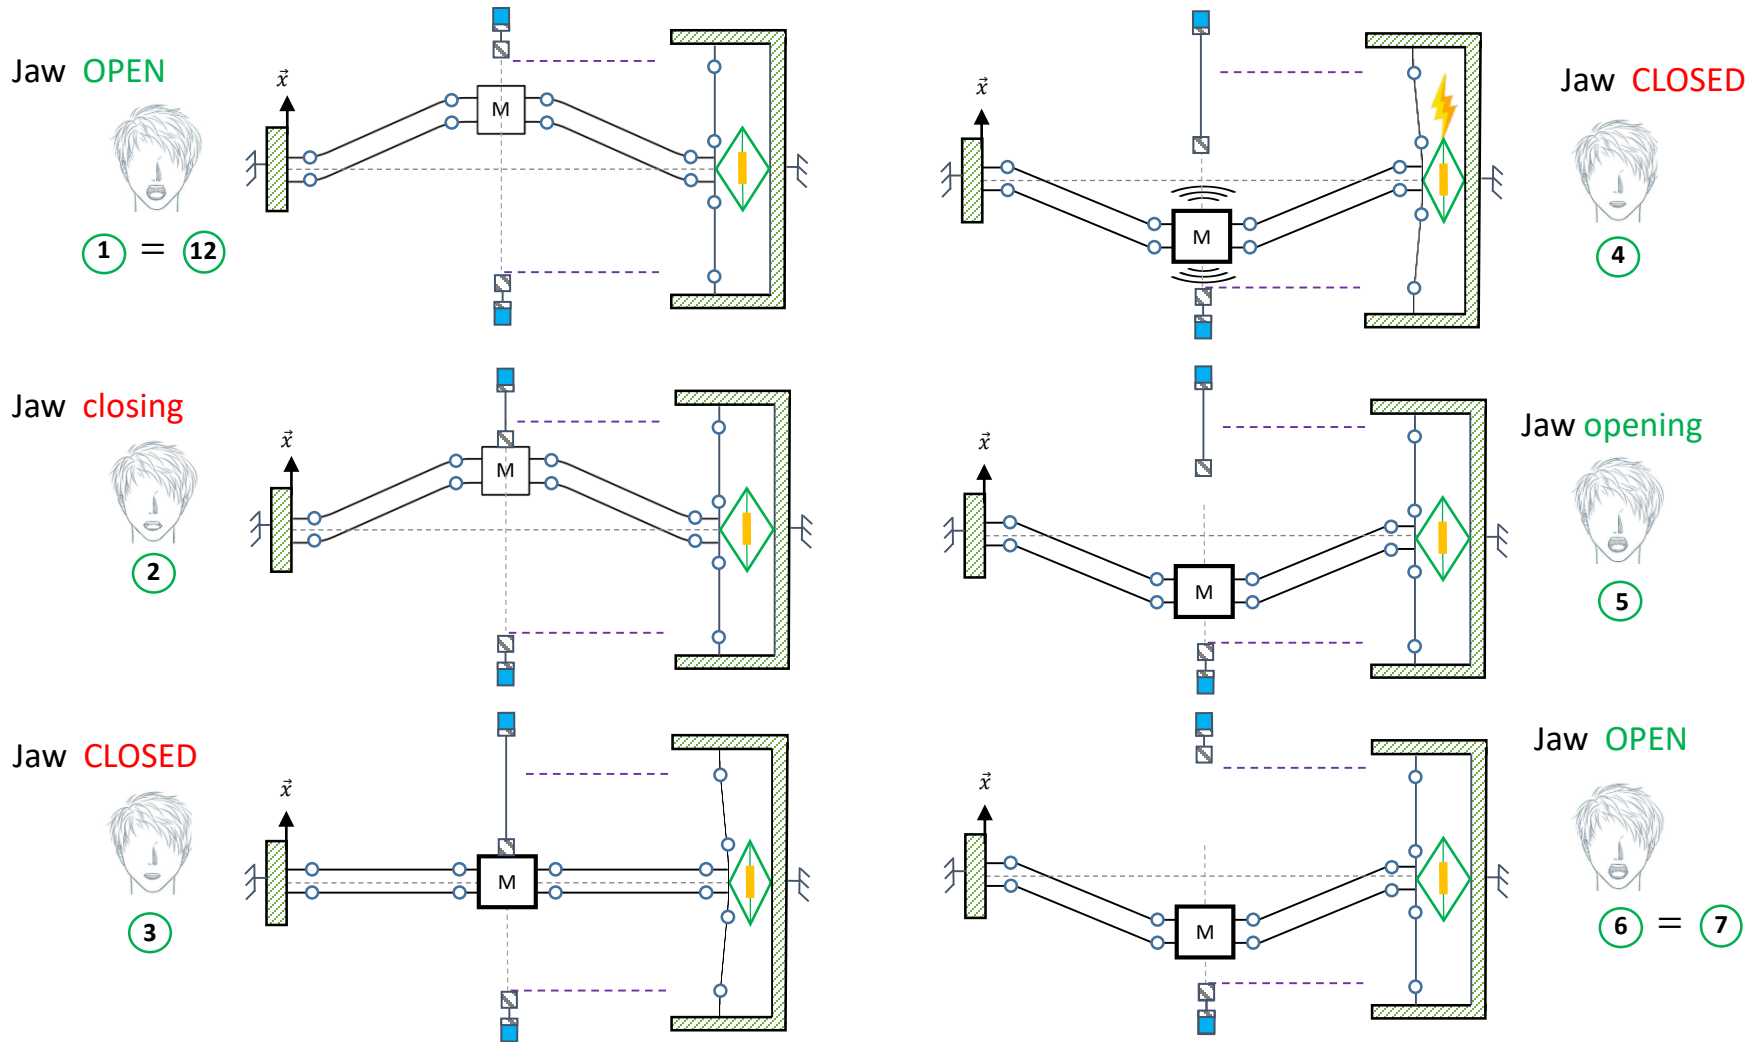 Jaw OPEN
x⃗
M
1 = 12
Jaw closing
x⃗
M
2
Jaw CLOSED
x⃗
M
3
Jaw CLOSED
x⃗
M
4
Jaw opening
x⃗
M
5
Jaw OPEN
x⃗
M
6 = 7